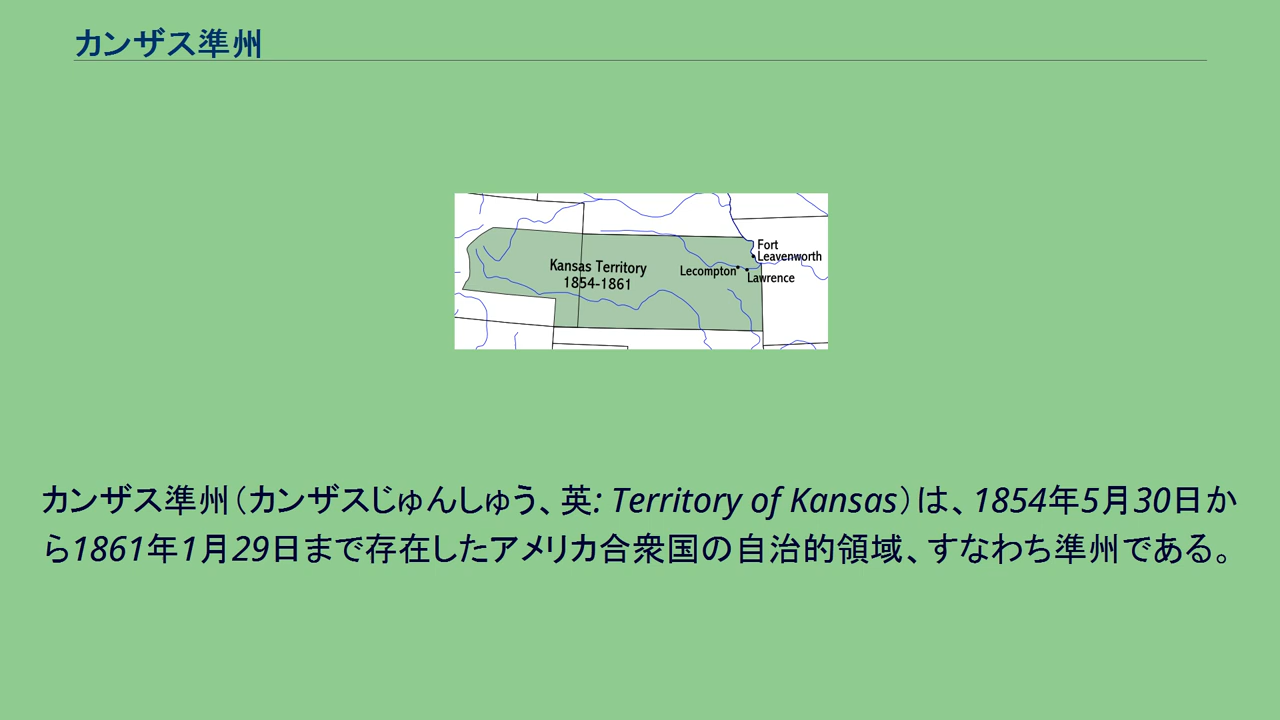 カンザス準州
Kansas Territory
1854-1861
Fort
Leavenworth
Lecompton
Lawrence
カンザス準州（カンザスじゅんしゅう、英: Territory of Kansas）は、1854年5月30日か
ら1861年1月29日まで存在したアメリカ合衆国の自治的領域、すなわち準州である。